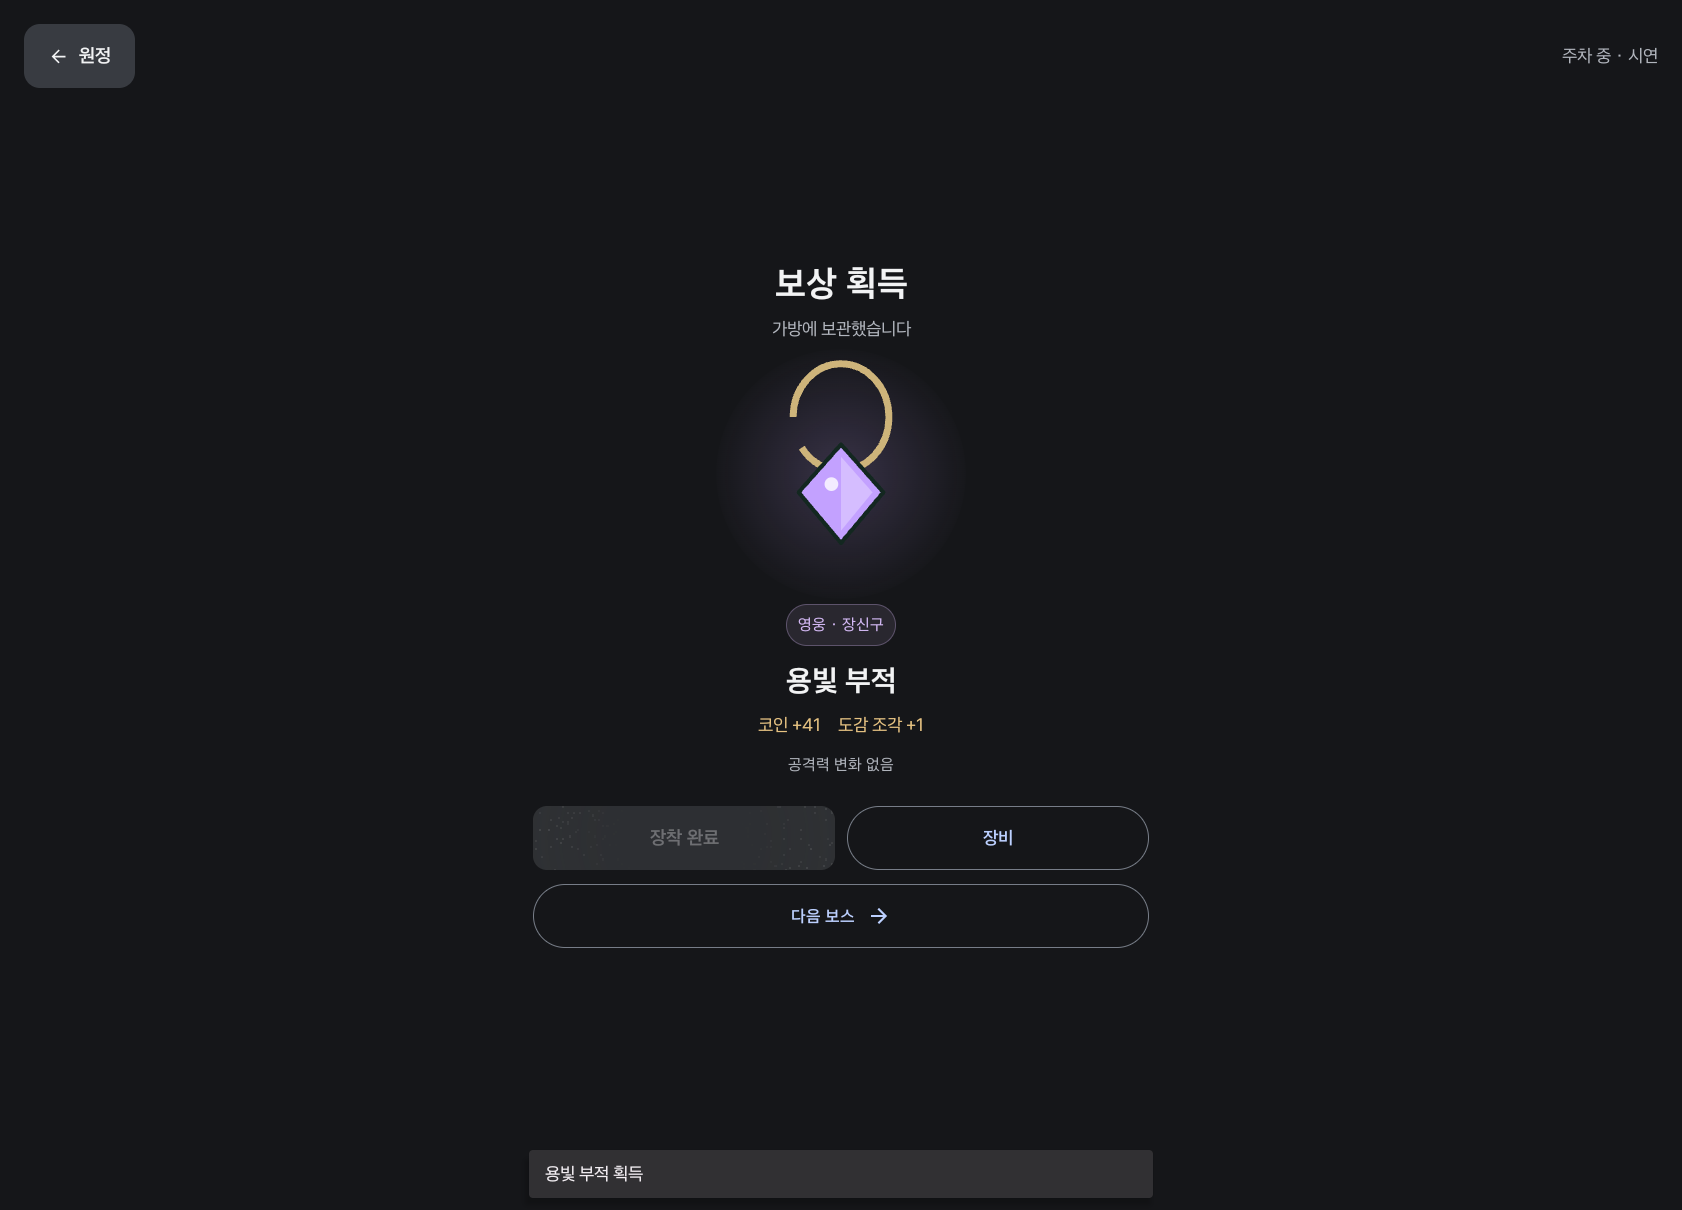 원정
주차 중 · 시연
보상 획득
가방에 보관했습니다
영웅 · 장신구
용빛 부적
코인 +41 도감 조각 +1
공격력 변화 없음
장착 완료
장비
다음 보스
용빛 부적 획득